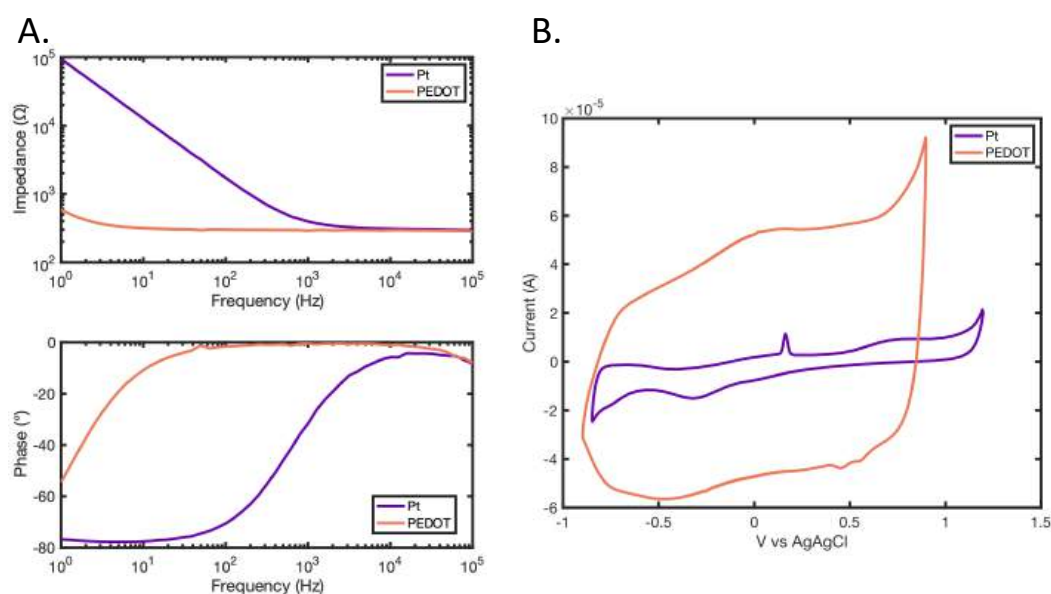 A.
10^5
10^4
10^3
10^2
Impedance (Ω)
Pt
PEDOT
10^0 10^1 10^2 10^3 10^4 10^5
Frequency (Hz)
0
-20
-40
-60
-80
Phase (°)
Pt
PEDOT
10^0 10^1 10^2 10^3 10^4 10^5
Frequency (Hz)
B.
×10^-5
10
8
6
4
2
0
-2
-4
-6
Current (A)
Pt
PEDOT
-1 -0.5 0 0.5 1 1.5
V vs AgAgCl